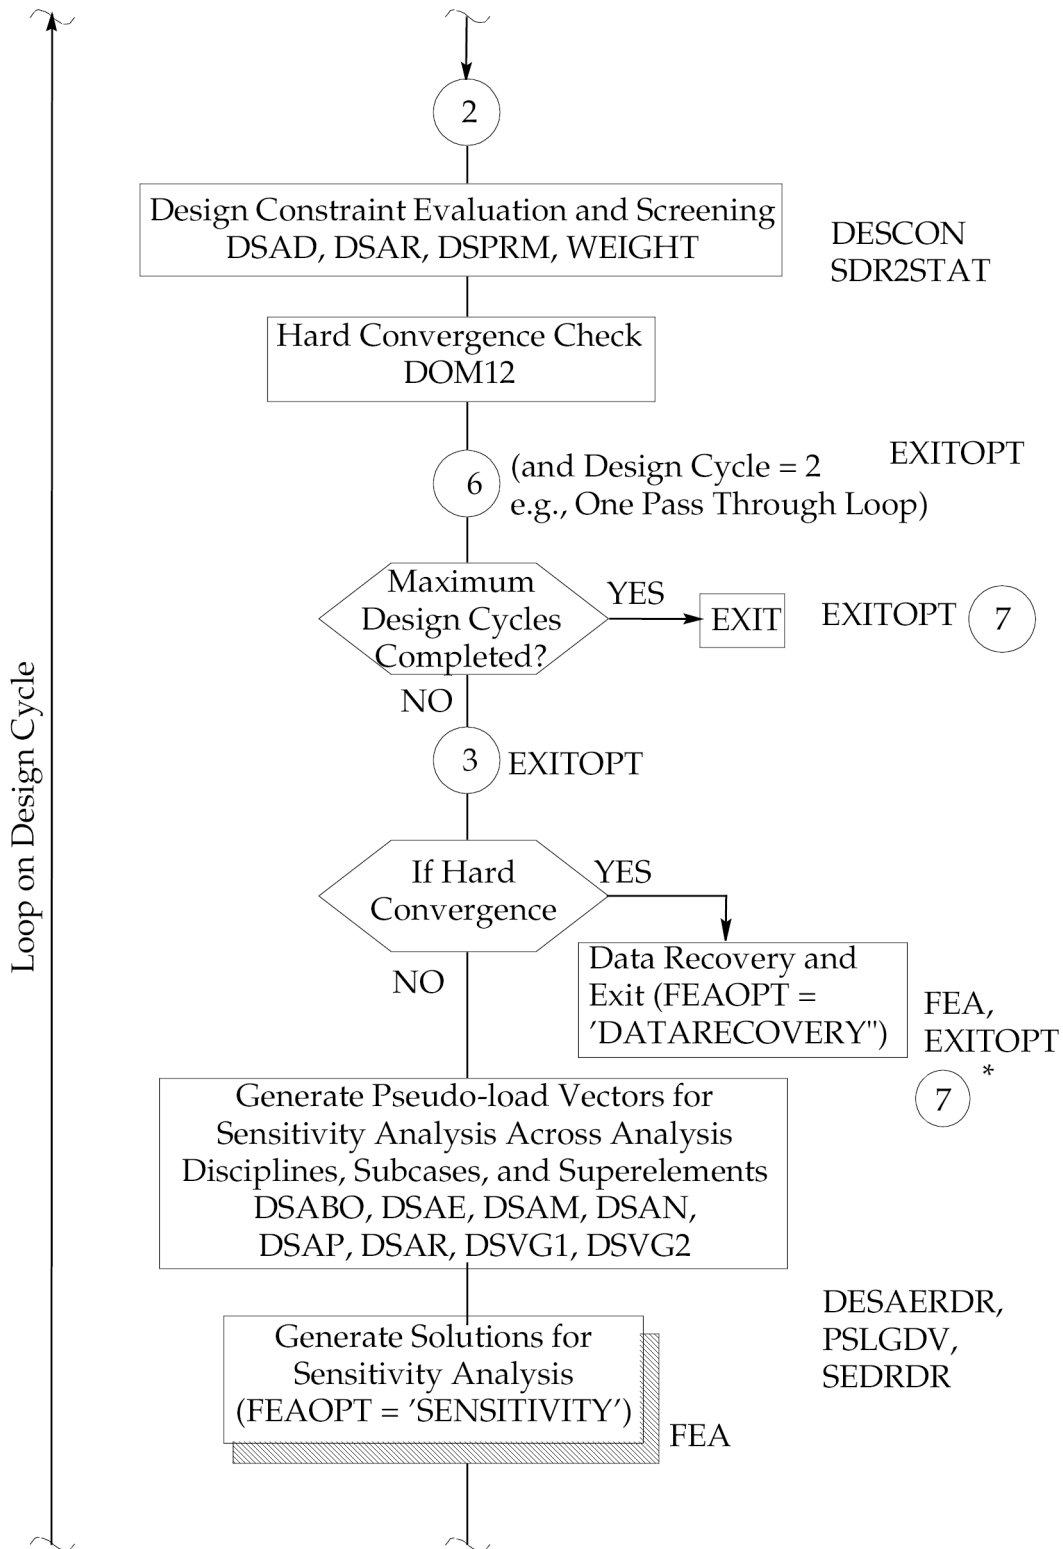 2
Design Constraint Evaluation and Screening
DSAD, DSAR, DSPRM, WEIGHT
DESCON
SDR2STAT
Hard Convergence Check
DOM12
6
(and Design Cycle = 2
e.g., One Pass Through Loop)
EXITOPT
Maximum
Design Cycles
Completed?
YES
EXIT
EXITOPT
7
NO
3
EXITOPT
Loop on Design Cycle
If Hard
Convergence
YES
NO
Data Recovery and
Exit (FEAOPT =
'DATARECOVERY")
FEA,
EXITOPT
*
7
Generate Pseudo-load Vectors for
Sensitivity Analysis Across Analysis
Disciplines, Subcases, and Superelements
DSABO, DSAE, DSAM, DSAN,
DSAP, DSAR, DSVG1, DSVG2
DESAERDR,
PSLGDV,
SEDRDR
Generate Solutions for
Sensitivity Analysis
(FEAOPT = 'SENSITIVITY')
FEA